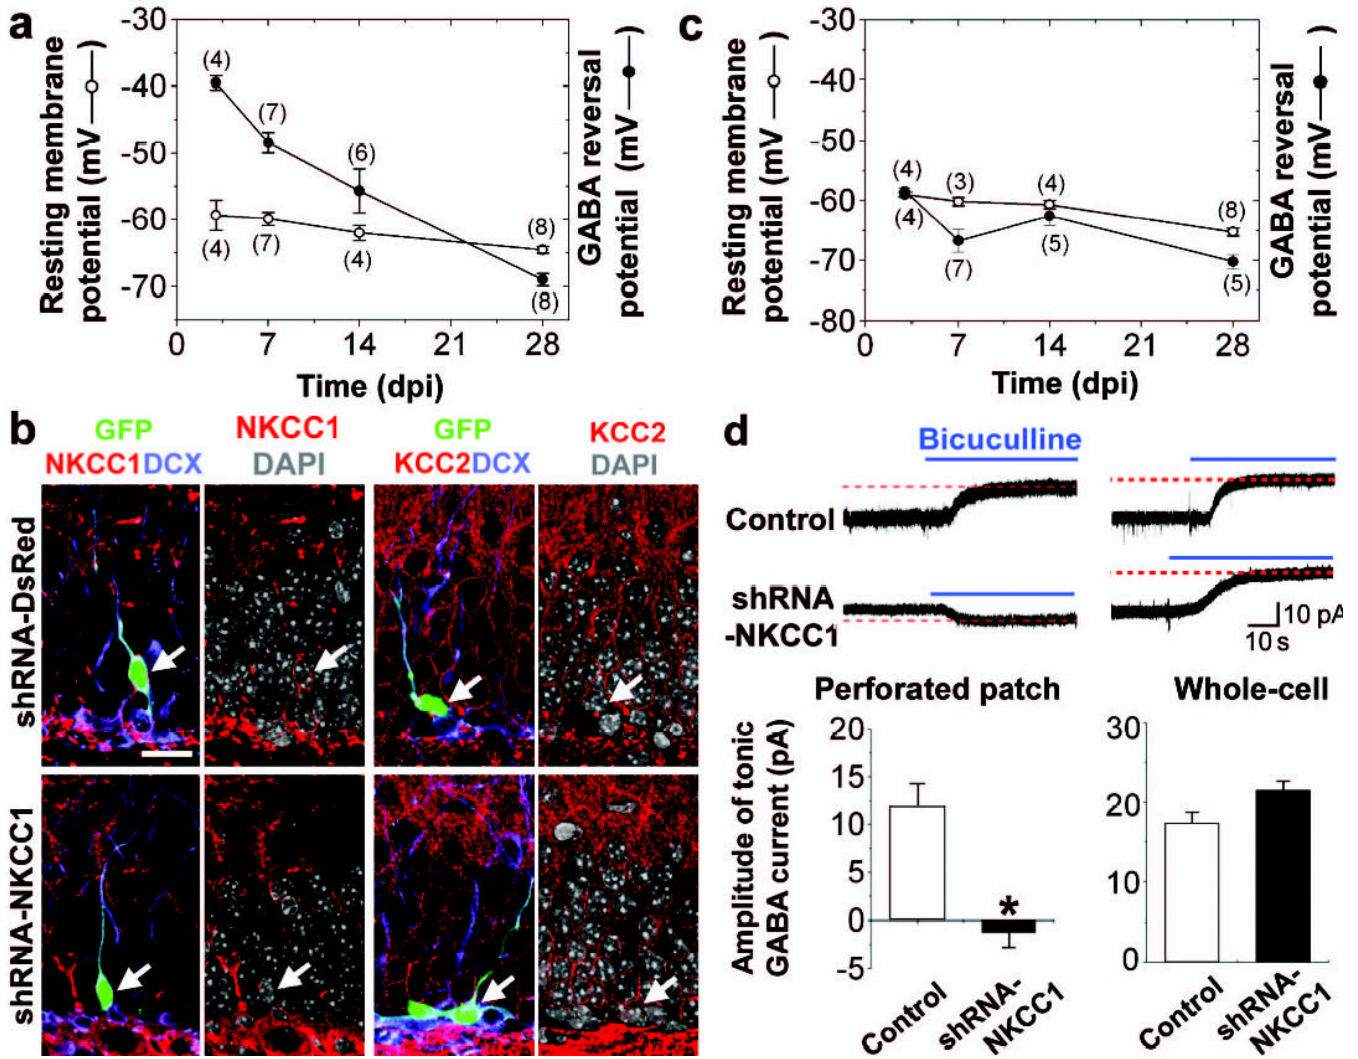 a
Resting membrane
potential (mV —○—)
-30
-40
-50
-60
-70
0
7
14
21
28
Time (dpi)
(4)
(7)
(6)
(8)
(4)
(7)
(4)
(8)
GABA reversal
potential (mV —●—)
c
Resting membrane
potential (mV —○—)
-30
-40
-50
-60
-70
-80
0
7
14
21
28
Time (dpi)
(4)
(3)
(4)
(8)
(4)
(7)
(5)
(5)
GABA reversal
potential (mV —●—)
b
GFP
NKCC1DCX
NKCC1
DAPI
GFP
KCC2DCX
KCC2
DAPI
shRNA-DsRed
shRNA-NKCC1
d
Bicuculline
Control
shRNA
-NKCC1
10 pA
10 s
Perforated patch
Whole-cell
Amplitude of tonic
GABA current (pA)
20
15
10
5
0
-5
*
Control
shRNA-
NKCC1
30
20
10
0
Control
shRNA-
NKCC1